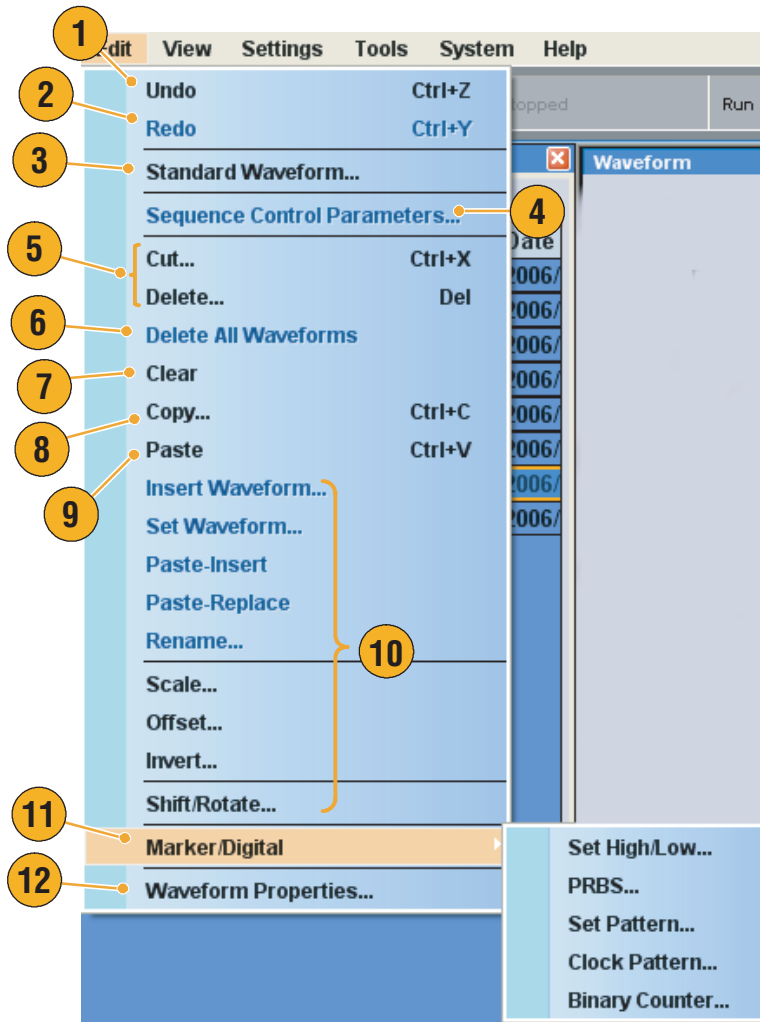 1
Edit View Settings Tools System Help
2
Undo Ctrl+Z
Stopped Run
Redo Ctrl+Y
3
Standard Waveform...
Waveform
4
Sequence Control Parameters...
Date
5
Cut... Ctrl+X
2006/
Delete... Del
2006/
6
Delete All Waveforms
2006/
7
Clear
2006/
8
Copy... Ctrl+C
2006/
9
Paste Ctrl+V
2006/
Insert Waveform...
2006/
Set Waveform...
2006/
Paste-Insert
Paste-Replace
Rename...
10
Scale...
Offset...
Invert...
Shift/Rotate...
11
Marker/Digital
Set High/Low...
12
Waveform Properties...
PRBS...
Set Pattern...
Clock Pattern...
Binary Counter...